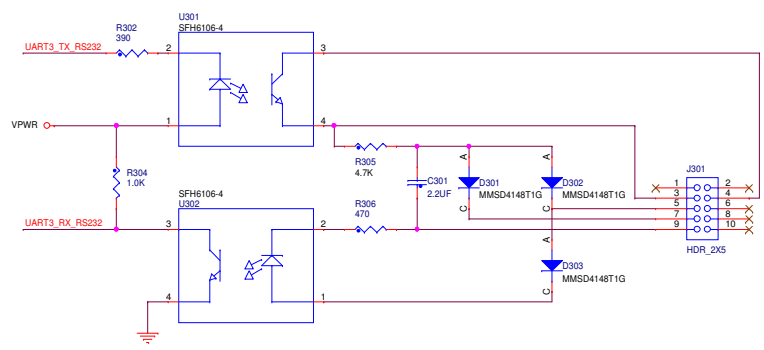 U301
SFH6106-4
R302
390
UART3_TX_RS232
2
3
VPWR
1
4
R304
1.0K
R305
4.7K
C301
2.2UF
A
D301
MMSD4148T1G
C
A
D302
MMSD4148T1G
C
J301
1
2
3
4
5
6
7
8
9
10
HDR_2X5
SFH6106-4
U302
R306
470
UART3_RX_RS232
3
2
4
1
A
D303
MMSD4148T1G
C